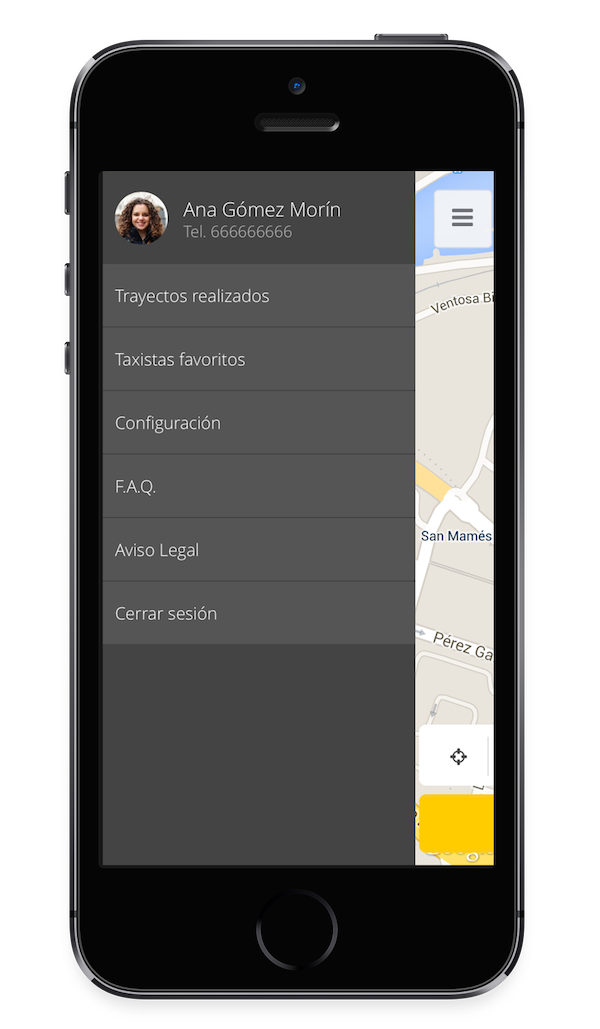 Ana Gómez Morín
Tel. 666666666
Trayectos realizados
Taxistas favoritos
Configuración
F.A.Q.
Aviso Legal
Cerrar sesión
Ventosa Bi
San Mamés
Pérez Ga